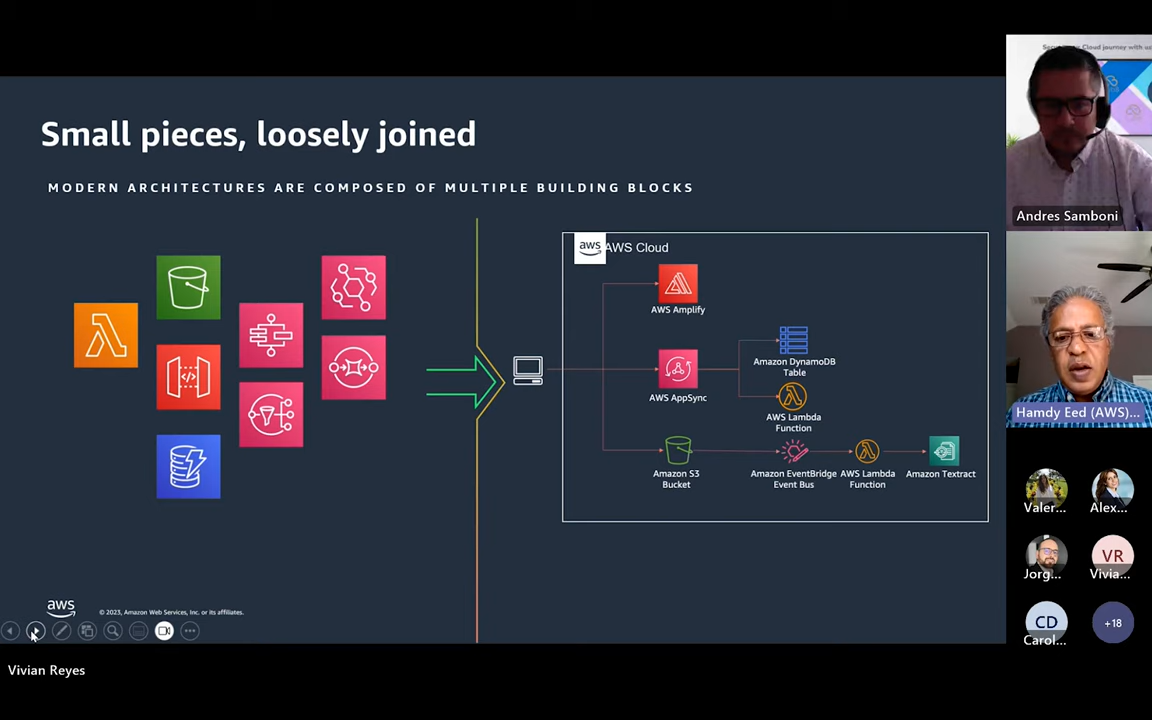 Small pieces, loosely joined
MODERN ARCHITECTURES ARE COMPOSED OF MULTIPLE BUILDING BLOCKS
aws
AWS Cloud
AWS Amplify
Amazon DynamoDB
Table
AWS AppSync
AWS Lambda
Function
Amazon S3
Bucket
Amazon EventBridge
Event Bus
AWS Lambda
Function
Amazon Textract
aws
© 2023, Amazon Web Services, Inc. or its affiliates.
Vivian Reyes
Cloud journey with
Andres Samboni
Hamdy Eed (AWS)...
Valer...
Alex...
Jorg...
VR
Vivia...
CD
Carol...
+18